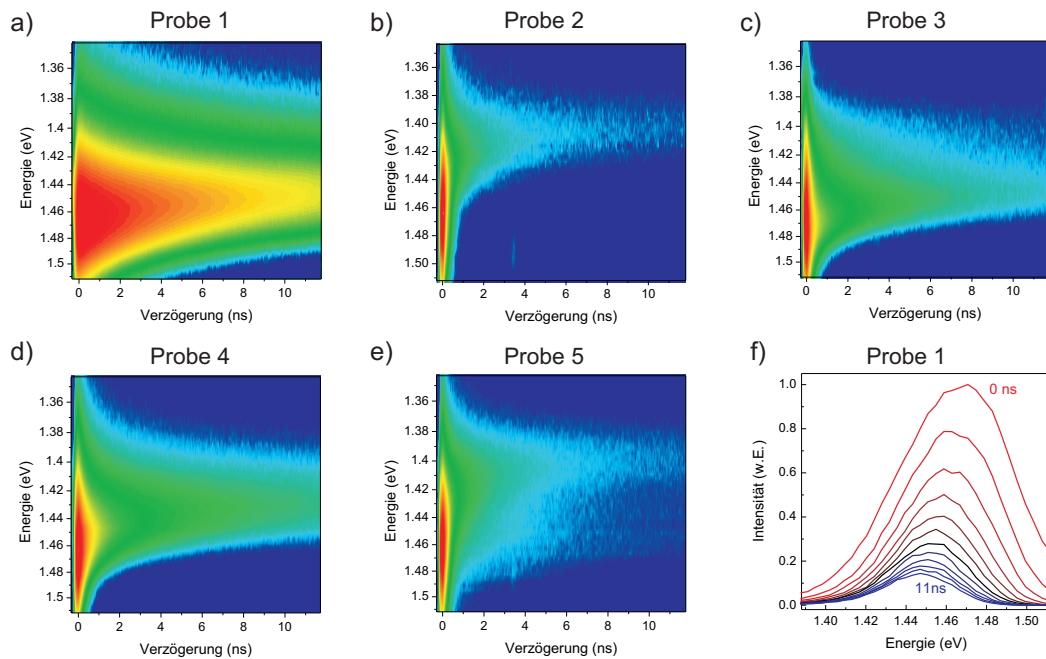 a) Probe 1
Energie (eV)
1.36
1.38
1.4
1.42
1.44
1.46
1.48
1.5
0 2 4 6 8 10
Verzögerung (ns)
b) Probe 2
Energie (eV)
1.36
1.38
1.40
1.42
1.44
1.46
1.48
1.50
0 2 4 6 8 10
Verzögerung (ns)
c) Probe 3
Energie (eV)
1.36
1.38
1.4
1.42
1.44
1.46
1.48
1.5
0 2 4 6 8 10
Verzögerung (ns)
d) Probe 4
Energie (eV)
1.36
1.38
1.4
1.42
1.44
1.46
1.48
1.5
0 2 4 6 8 10
Verzögerung (ns)
e) Probe 5
Energie (eV)
1.36
1.38
1.4
1.42
1.44
1.46
1.48
1.5
0 2 4 6 8 10
Verzögerung (ns)
f) Probe 1
Intensität (w.E.)
1.0
0.8
0.6
0.4
0.2
0.0
0 ns
11ns
1.40 1.42 1.44 1.46 1.48 1.50
Energie (eV)